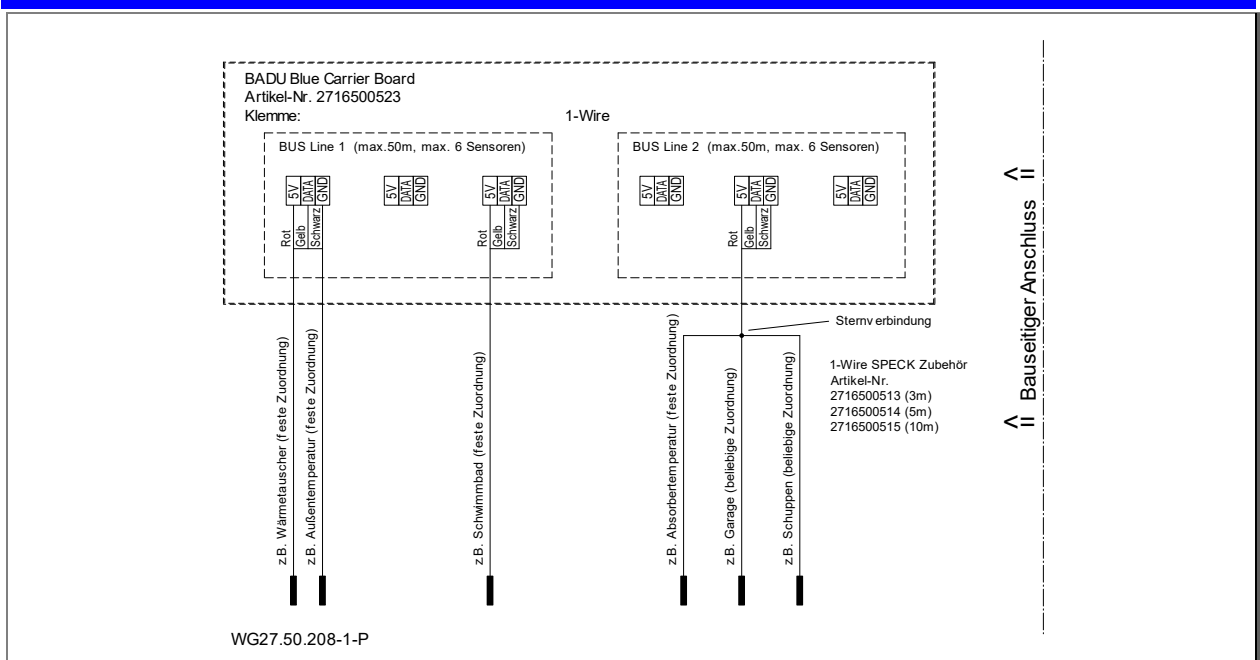 BADU Blue Carrier Board
Artikel-Nr. 2716500523
Klemme:
1-Wire
BUS Line 1 (max.50m, max. 6 Sensoren)
BUS Line 2 (max.50m, max. 6 Sensoren)
5V DATA GND
5V DATA GND
5V DATA GND
5V DATA GND
5V DATA GND
5V DATA GND
Rot Gelb Schwarz
Rot Gelb Schwarz
Rot Gelb Schwarz
z.B. Wärmetauscher (feste Zuordnung)
z.B. Außentemperatur (feste Zuordnung)
z.B. Schwimmbad (feste Zuordnung)
z.B. Absorbertemperatur (feste Zuordnung)
z.B. Garage (beliebige Zuordnung)
z.B. Schuppen (beliebige Zuordnung)
Sternverbindung
1-Wire SPECK Zubehör
Artikel-Nr.
2716500513 (3m)
2716500514 (5m)
2716500515 (10m)
<= Bauseitiger Anschluss <=
WG27.50.208-1-P